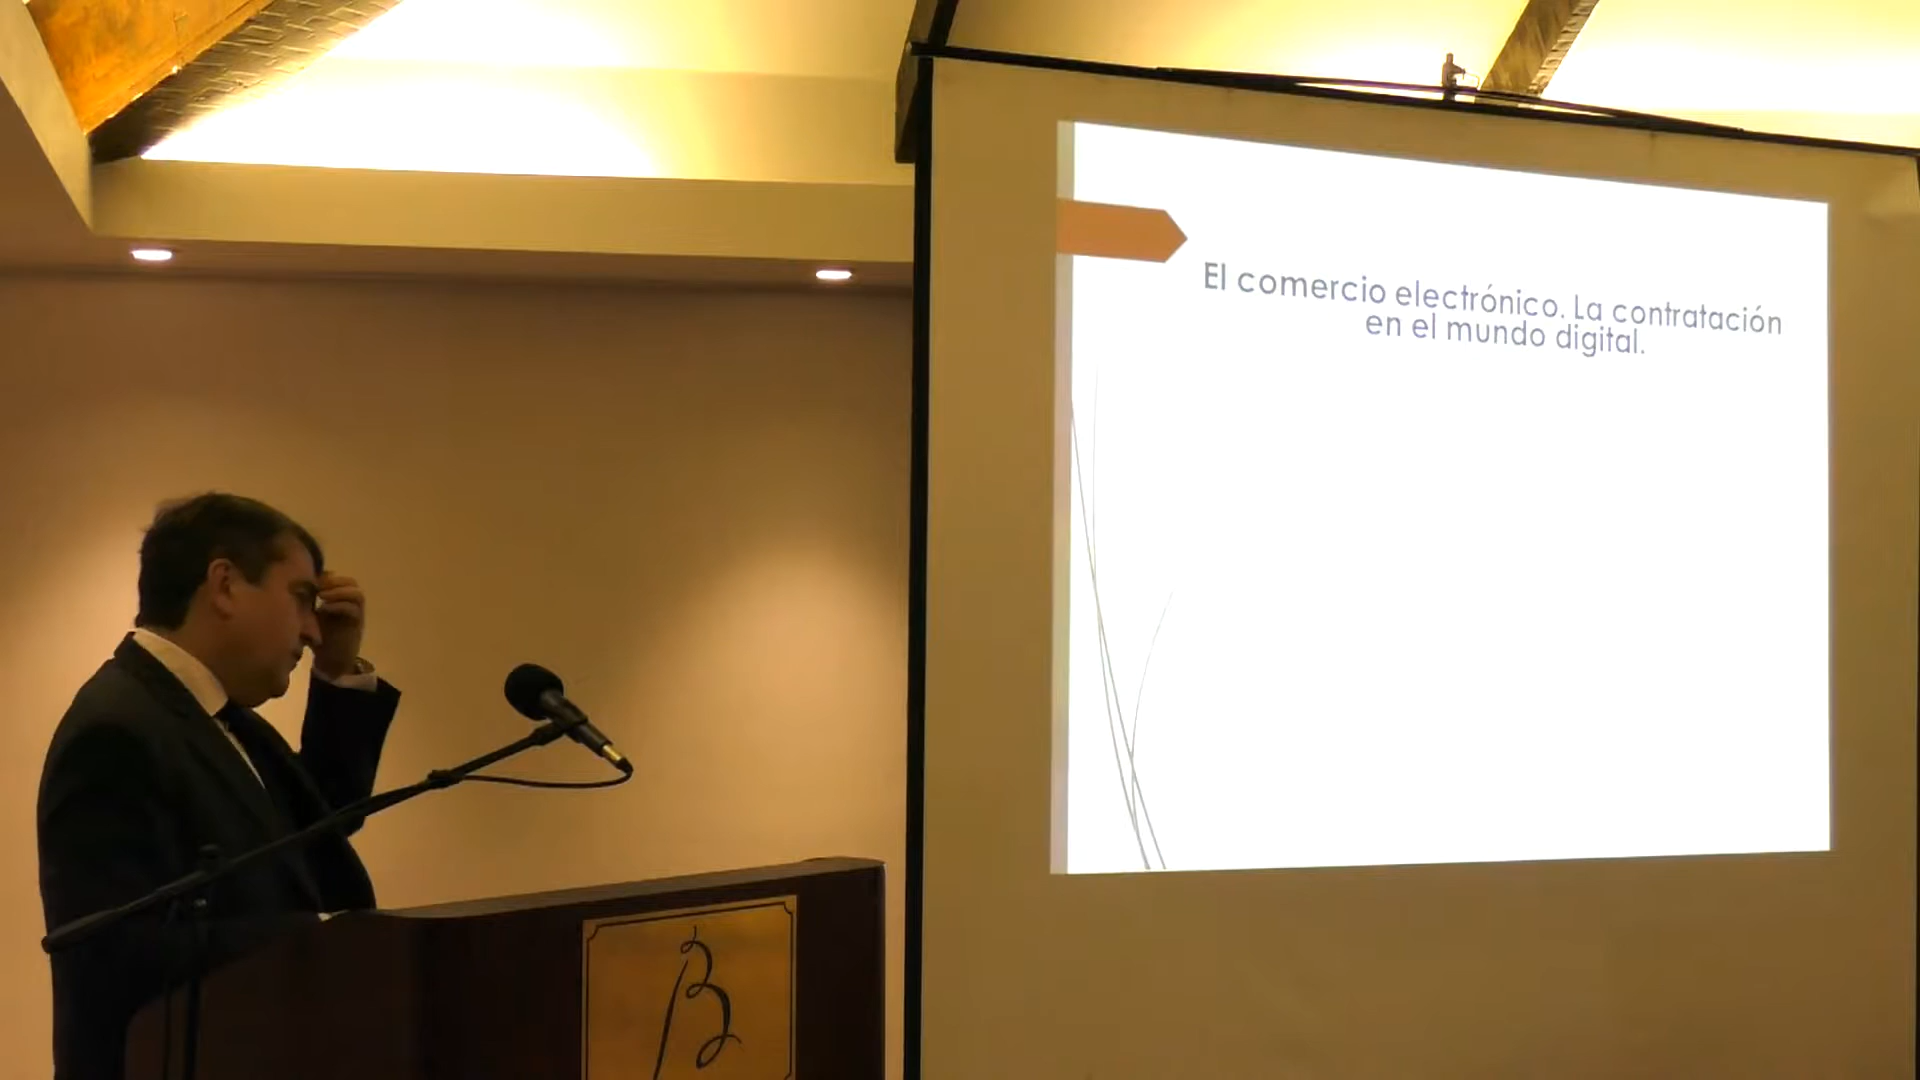 El comercio electrónico. La contratación
en el mundo digital.
B